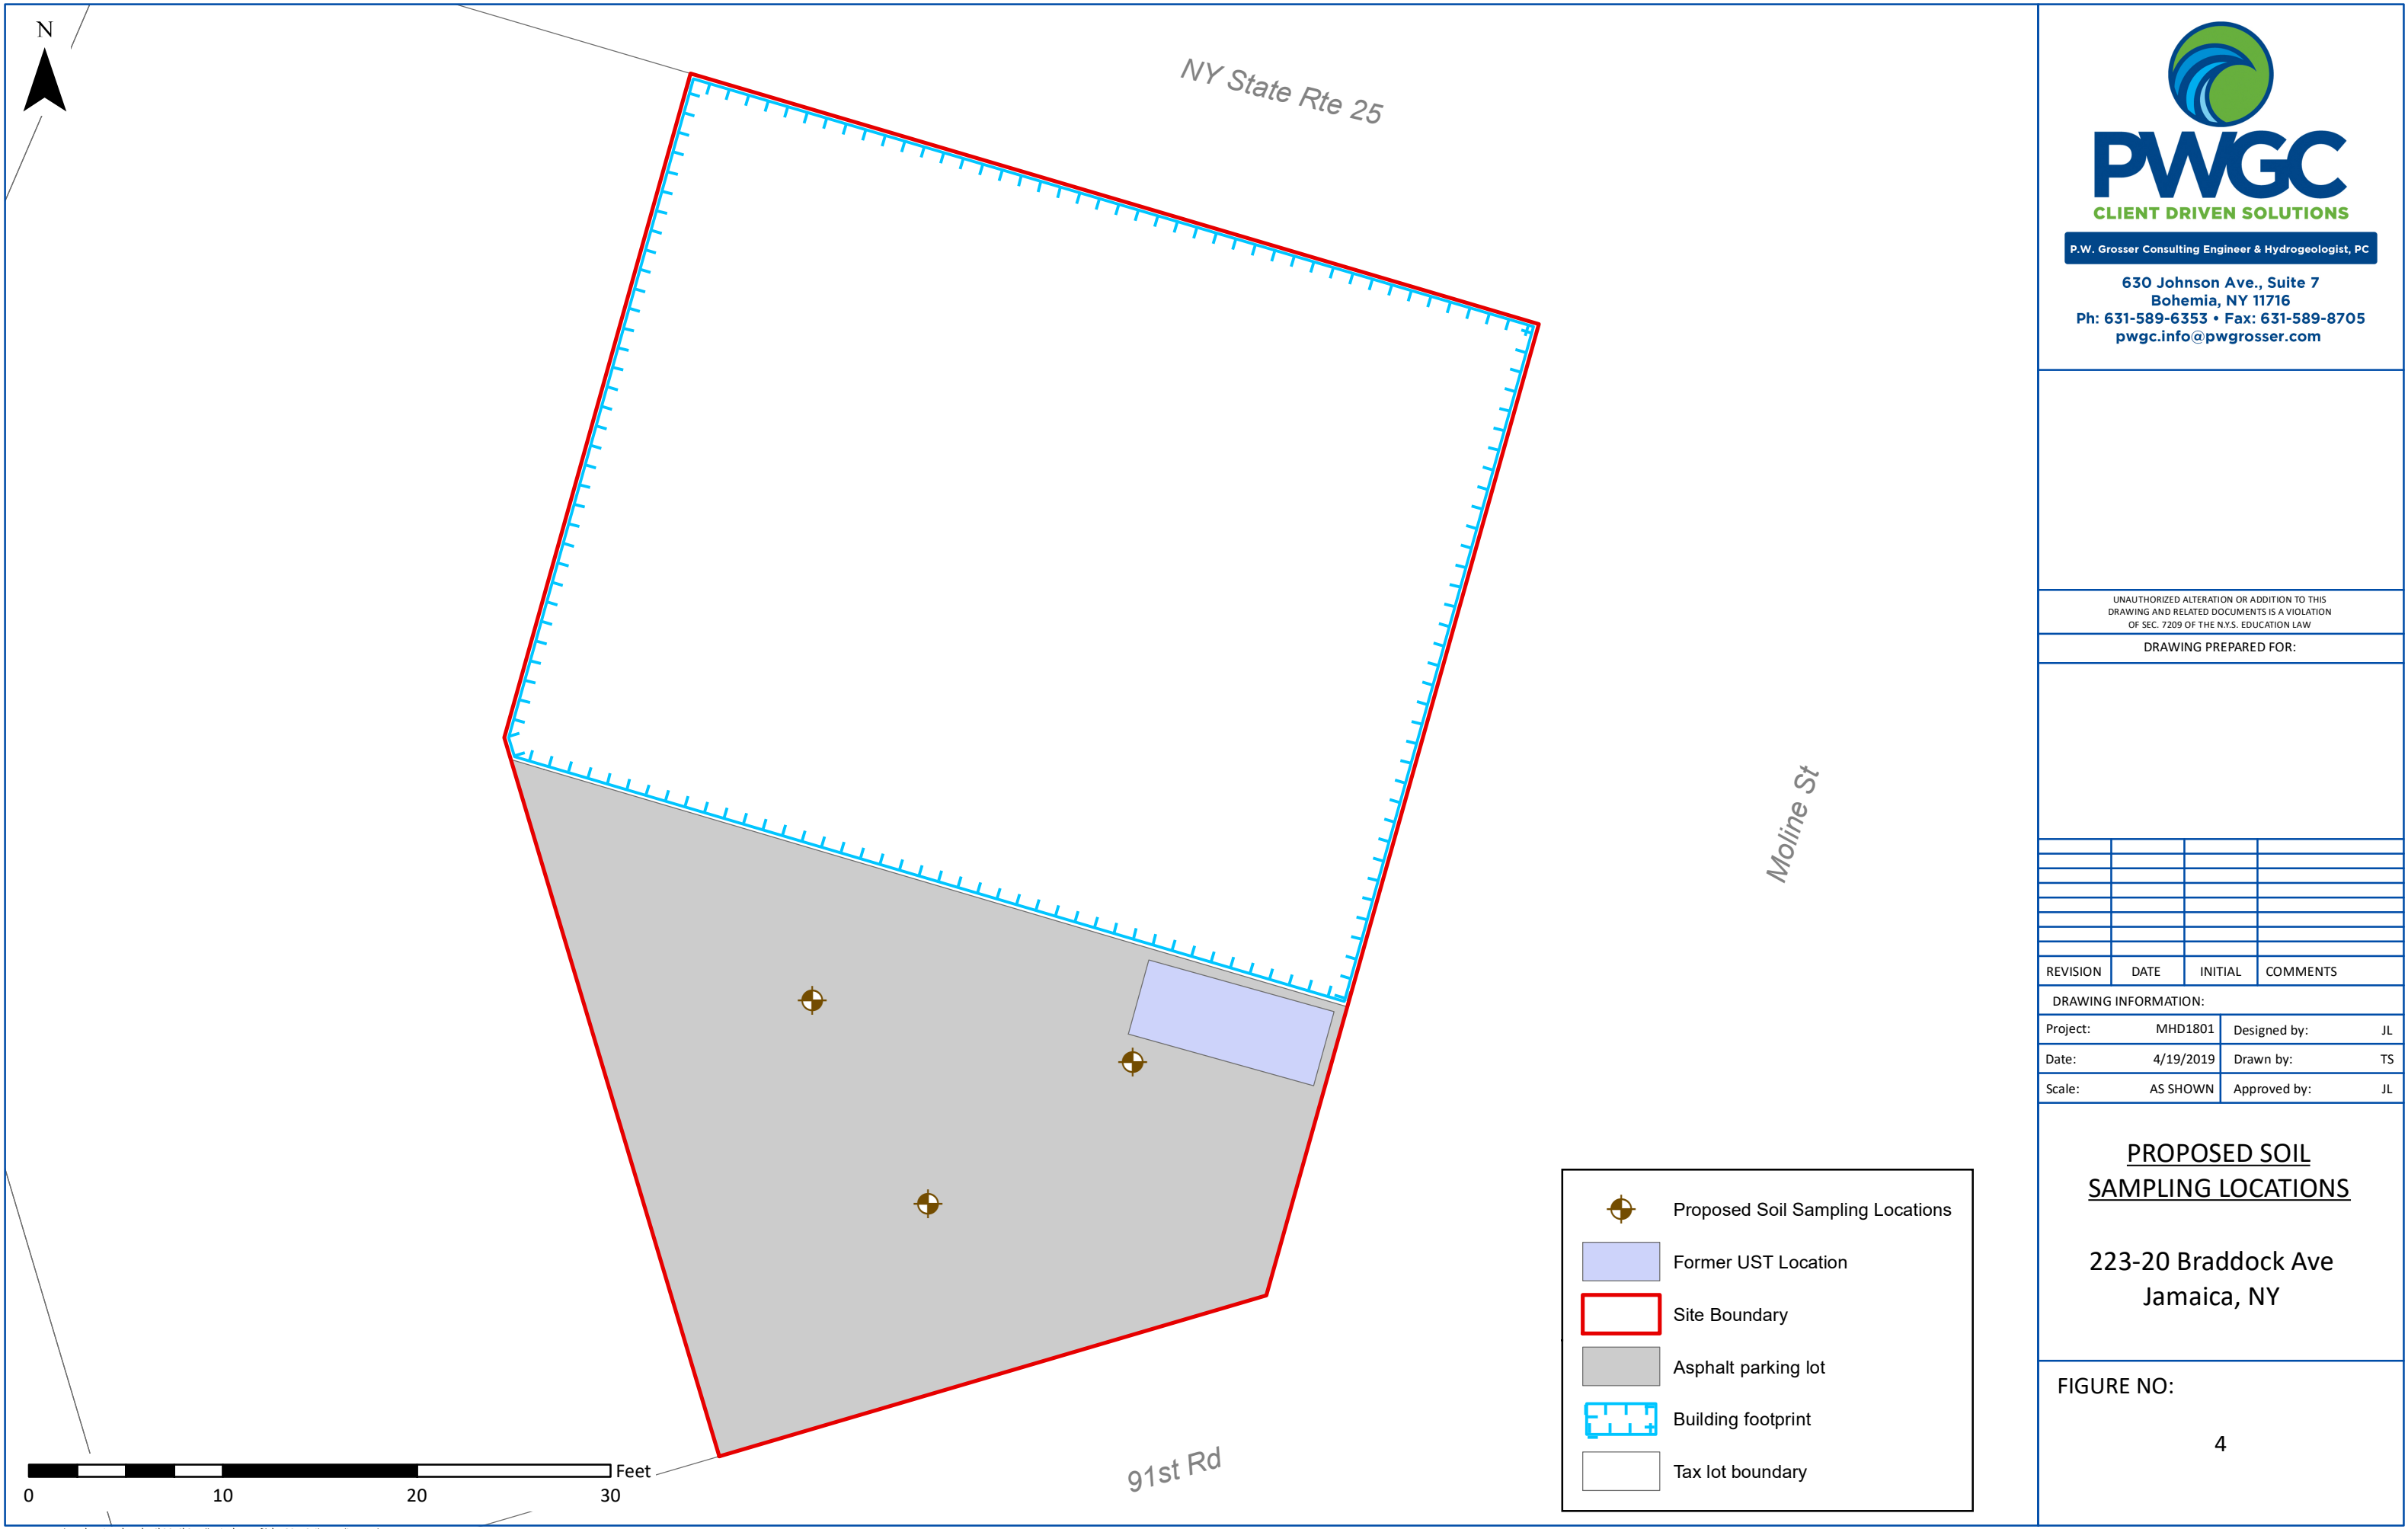 N
NY State Rte 25
Moline St
91st Rd
Feet
0 10 20 30
Proposed Soil Sampling Locations
Former UST Location
Site Boundary
Asphalt parking lot
Building footprint
Tax lot boundary
PWGC
CLIENT DRIVEN SOLUTIONS
P.W. Grosser Consulting Engineer & Hydrogeologist, PC
630 Johnson Ave., Suite 7
Bohemia, NY 11716
Ph: 631-589-6353 • Fax: 631-589-8705
pwgc.info@pwgrosser.com
UNAUTHORIZED ALTERATION OR ADDITION TO THIS
DRAWING AND RELATED DOCUMENTS IS A VIOLATION
OF SEC. 7209 OF THE N.Y.S. EDUCATION LAW
DRAWING PREPARED FOR:
REVISION DATE INITIAL COMMENTS
DRAWING INFORMATION:
Project: MHD1801 Designed by: JL
Date: 4/19/2019 Drawn by: TS
Scale: AS SHOWN Approved by: JL
PROPOSED SOIL
SAMPLING LOCATIONS
223-20 Braddock Ave
Jamaica, NY
FIGURE NO:
4